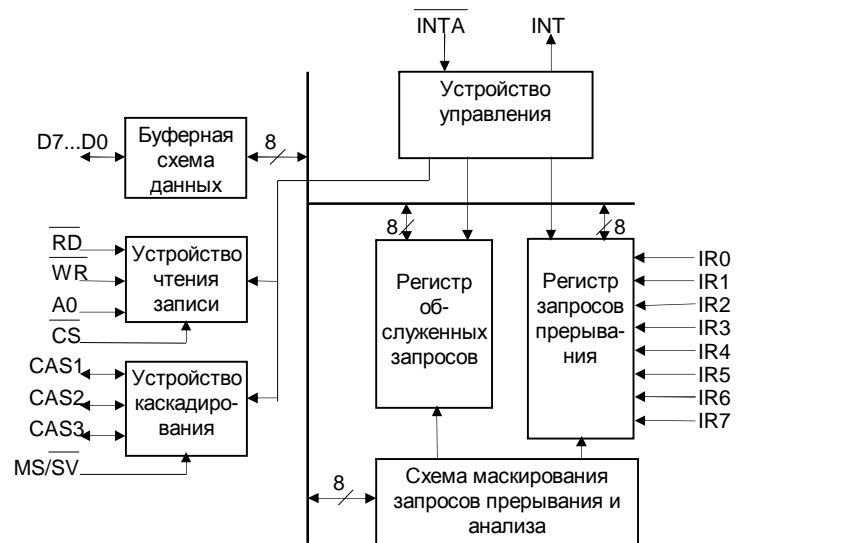 INTA INT
Устройство
управления
D7...D0
Буферная
схема
данных
8
RD
WR
A0
CS
Устройство
чтения
записи
8
8
Регистр
об-
служенных
запросов
Регистр
запросов
прерыва-
ния
IR0
IR1
IR2
IR3
IR4
IR5
IR6
IR7
CAS1
CAS2
CAS3
MS/SV
Устройство
каскадиро-
вания
8
Схема маскирования
запросов прерывания и
анализа